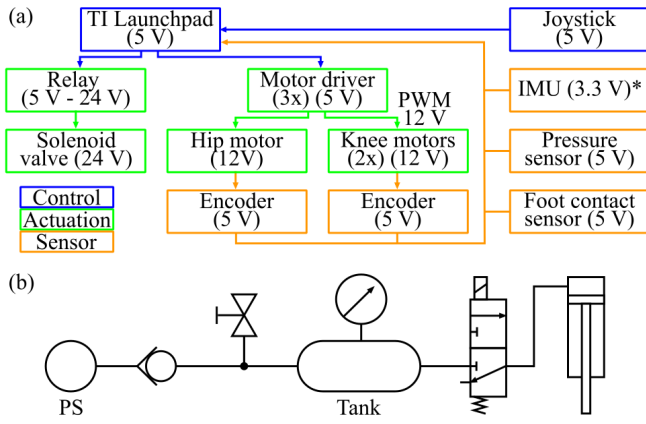 (a)
TI Launchpad
(5 V)
Joystick
(5 V)
Relay
(5 V - 24 V)
Motor driver
(3x) (5 V)
IMU (3.3 V)*
PWM
12 V
Solenoid
valve (24 V)
Hip motor
(12V)
Knee motors
(2x) (12 V)
Pressure
sensor (5 V)
Control
Actuation
Sensor
Encoder
(5 V)
Encoder
(5 V)
Foot contact
sensor (5 V)
(b)
PS
Tank